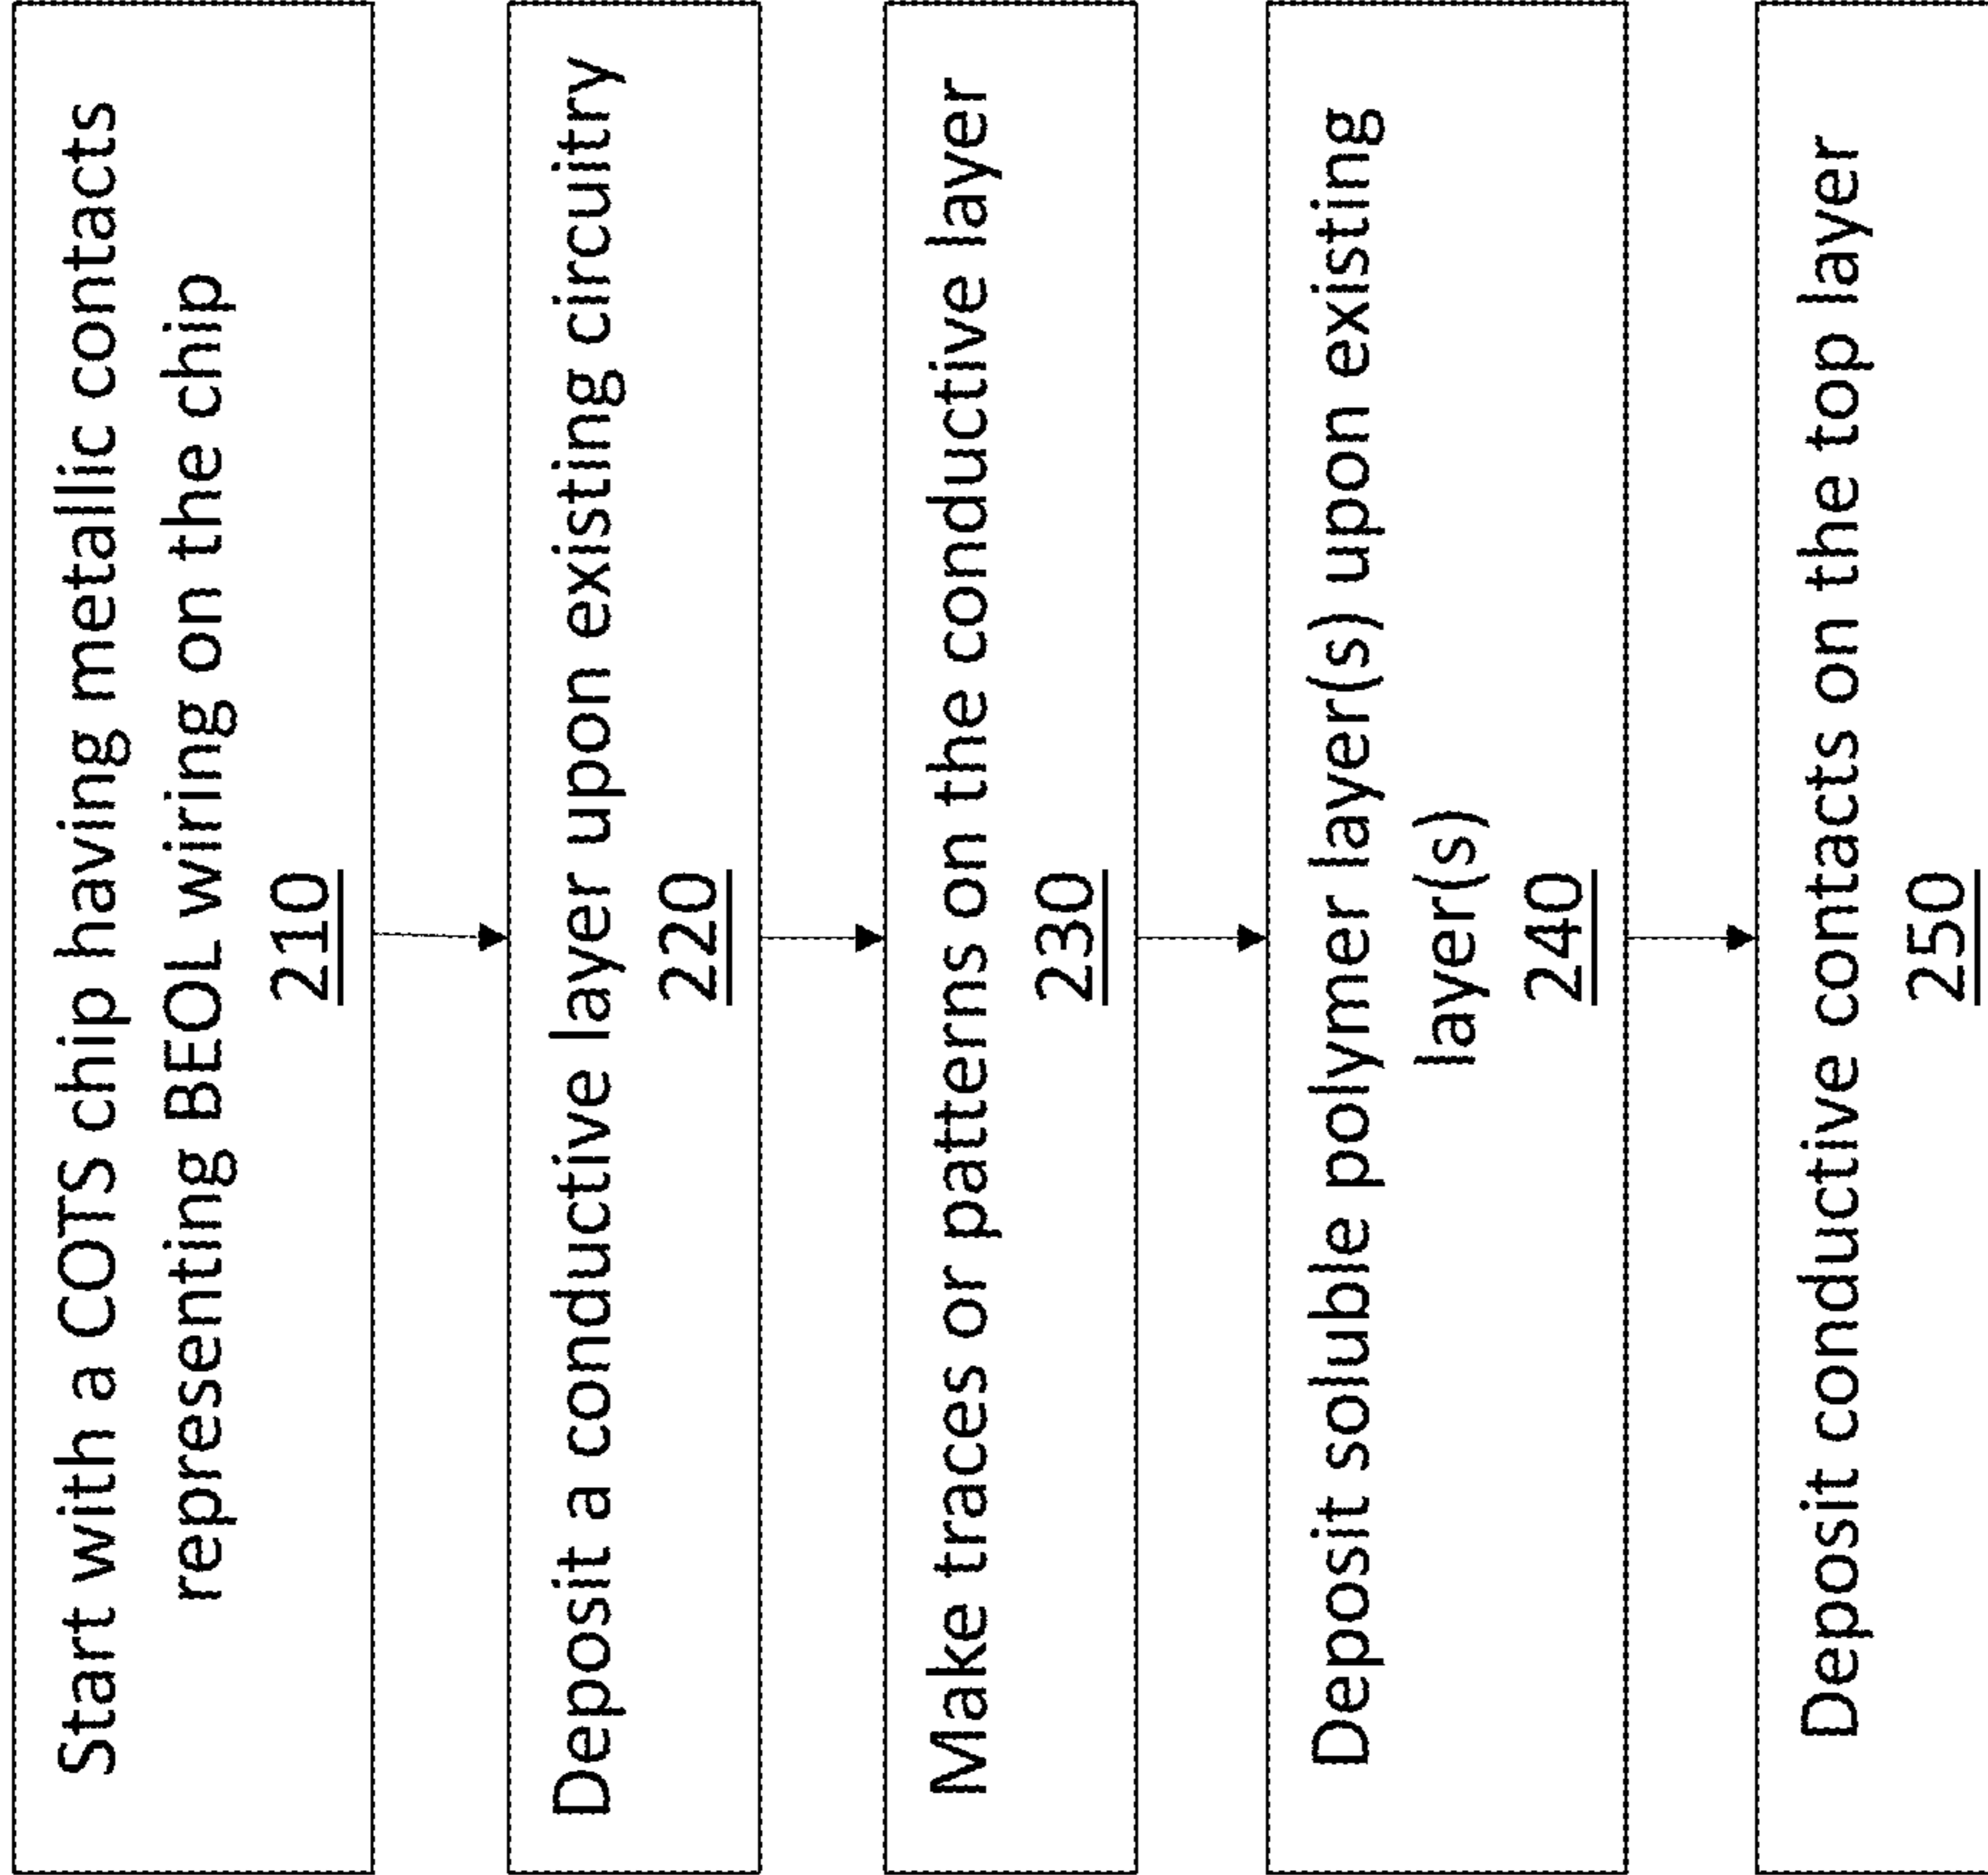 Start with a COTS chip having metallic contacts
representing BEOL wiring on the chip
210
Deposit a conductive layer upon existing circuitry
220
Make traces or patterns on the conductive layer
230
Deposit soluble polymer layer(s) upon existing
layer(s)
240
Deposit conductive contacts on the top layer
250